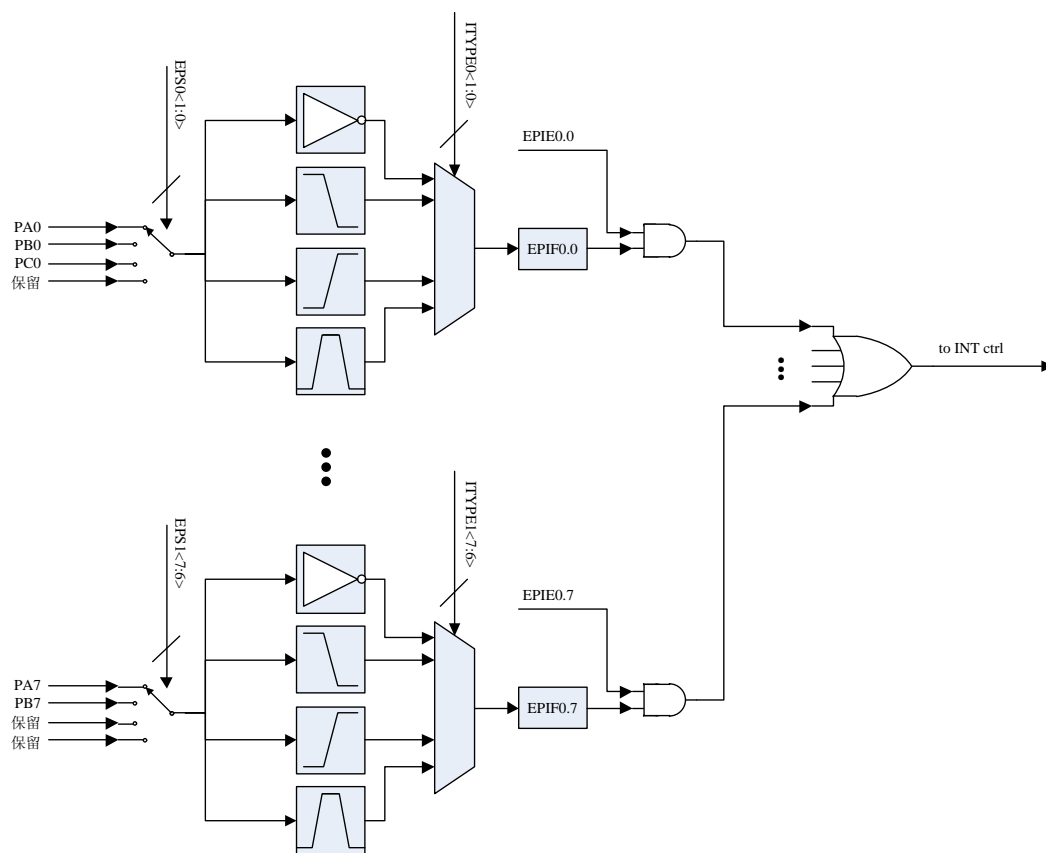 EPS0<1:0>
ITYPE0<1:0>
PA0
PB0
PC0
保留
EPIE0.0
EPIF0.0
to INT ctrl
EPS1<7:6>
ITYPE1<7:6>
PA7
PB7
保留
保留
EPIE0.7
EPIF0.7